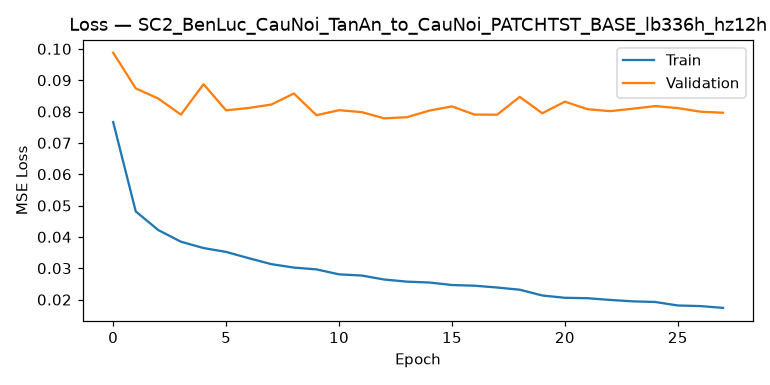 Loss — SC2_BenLuc_CauNoi_TanAn_to_CauNoi_PATCHTST_BASE_lb336h_hz12h
Train
Validation
MSE Loss
0.10
0.09
0.08
0.07
0.06
0.05
0.04
0.03
0.02
0 5 10 15 20 25
Epoch